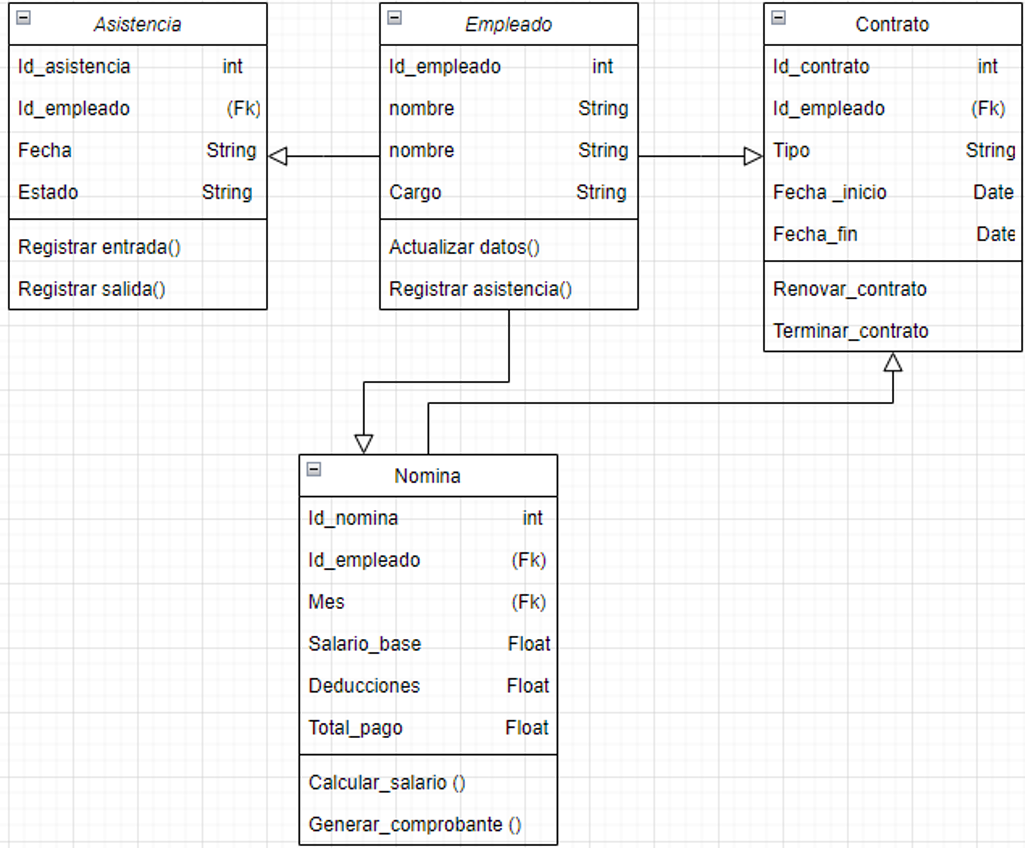 Asistencia
Id_asistencia int
Id_empleado (Fk)
Fecha String
Estado String
Registrar entrada()
Registrar salida()
Empleado
Id_empleado int
nombre String
nombre String
Cargo String
Actualizar datos()
Registrar asistencia()
Contrato
Id_contrato int
Id_empleado (Fk)
Tipo String
Fecha _inicio Date
Fecha_fin Date
Renovar_contrato
Terminar_contrato
Nomina
Id_nomina int
Id_empleado (Fk)
Mes (Fk)
Salario_base Float
Deducciones Float
Total_pago Float
Calcular_salario ()
Generar_comprobante ()